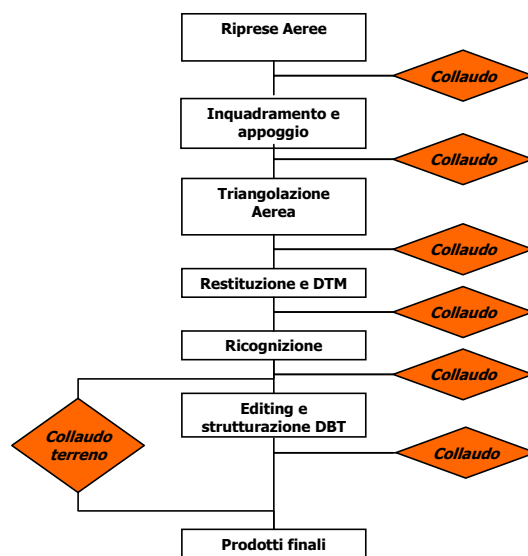 Riprese Aeree
Collaudo
Inquadramento e
appoggio
Collaudo
Triangolazione
Aerea
Collaudo
Restituzione e DTM
Collaudo
Ricognizione
Collaudo
Editing e
strutturazione DBT
Collaudo
terreno
Collaudo
Prodotti finali